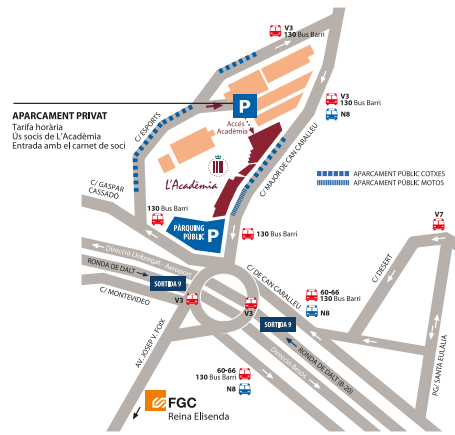 V3
130 Bus Barri
V3
130 Bus Barri
N8
P
APARCAMENT PRIVAT
Tarifa horària
Ús socis de L'Acadèmia
Entrada amb el carnet de soci
C/ ESPORTS
Accés
Acadèmia
L'Acadèmia
C/ MAJOR DE CAN CARALLEU
APARCAMENT PÚBLIC COTXES
APARCAMENT PÚBLIC MOTOS
C/ GASPAR
CASSADÓ
130 Bus Barri
PÀRQUING
PÚBLIC
P
130 Bus Barri
V7
Direcció Llobregat - Aeroport
RONDA DE DALT
SORTIDA 9
C/ MONTEVIDEO
V3
V3
C/ DE CAN CARALLEU
60-66
130 Bus Barri
N8
C/ DESERT
SORTIDA 9
AV. JOSEP V. FOIX
Direcció Besòs
RONDA DE DALT (B-20)
PG/ SANTA EULÀLIA
60-66
130 Bus Barri
N8
FGC
Reina Elisenda